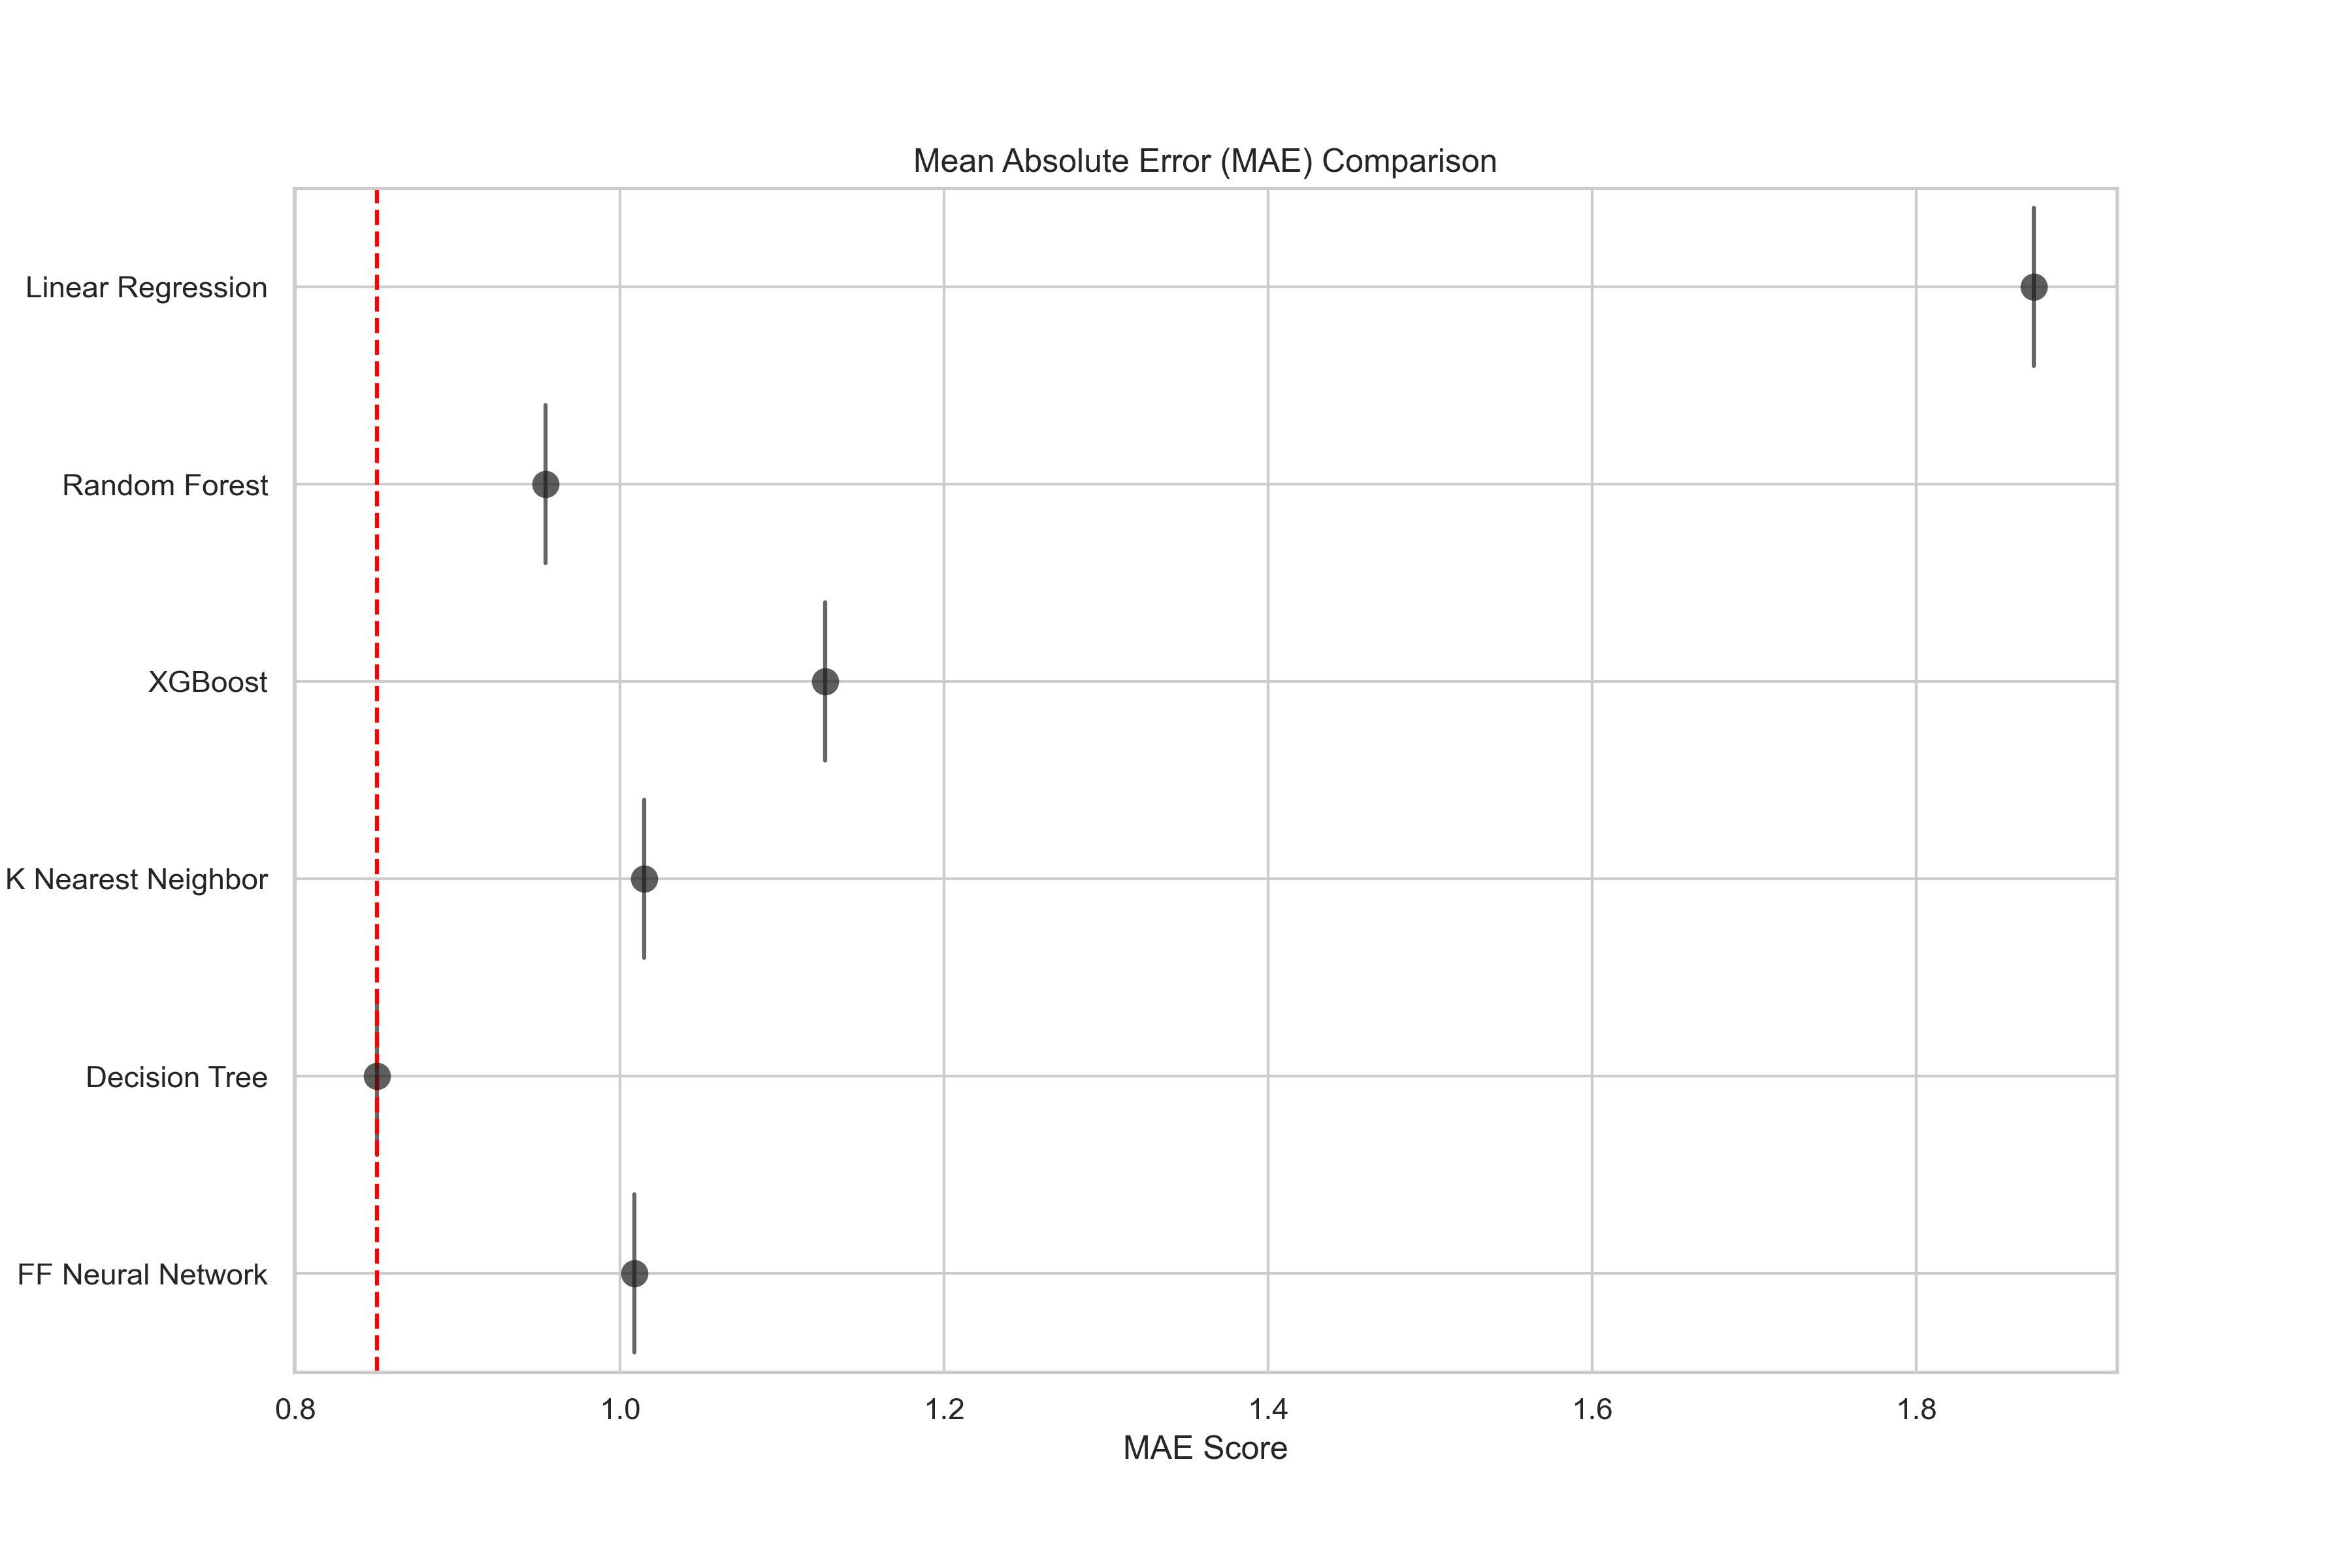 Mean Absolute Error (MAE) Comparison
Linear Regression
Random Forest
XGBoost
K Nearest Neighbor
Decision Tree
FF Neural Network
0.8 1.0 1.2 1.4 1.6 1.8
MAE Score